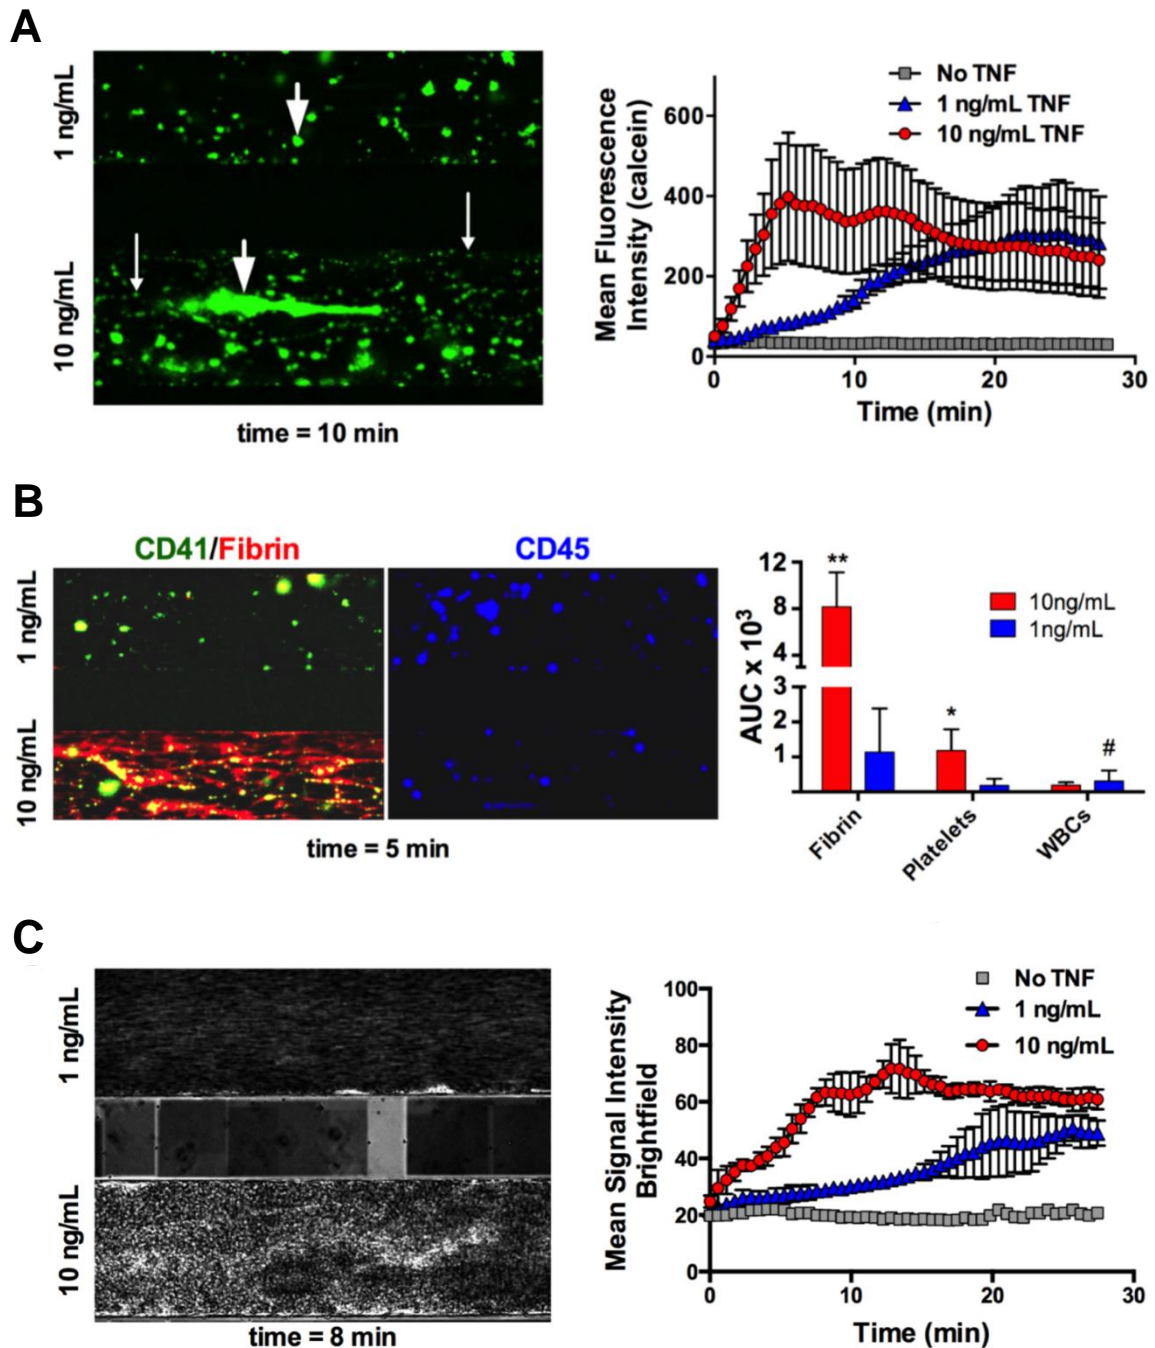 A
1 ng/mL
10 ng/mL
time = 10 min
Mean Fluorescence
Intensity (calcein)
No TNF
1 ng/mL TNF
10 ng/mL TNF
600
400
200
0
0
10
20
30
Time (min)
B
CD41/Fibrin
CD45
1 ng/mL
10 ng/mL
time = 5 min
AUC x 10³
12
8
4
3
2
1
**
*
#
10ng/mL
1ng/mL
Fibrin
Platelets
WBCs
C
1 ng/mL
10 ng/mL
time = 8 min
Mean Signal Intensity
Brightfield
No TNF
1 ng/mL
10 ng/mL
100
80
60
40
20
0
0
10
20
30
Time (min)